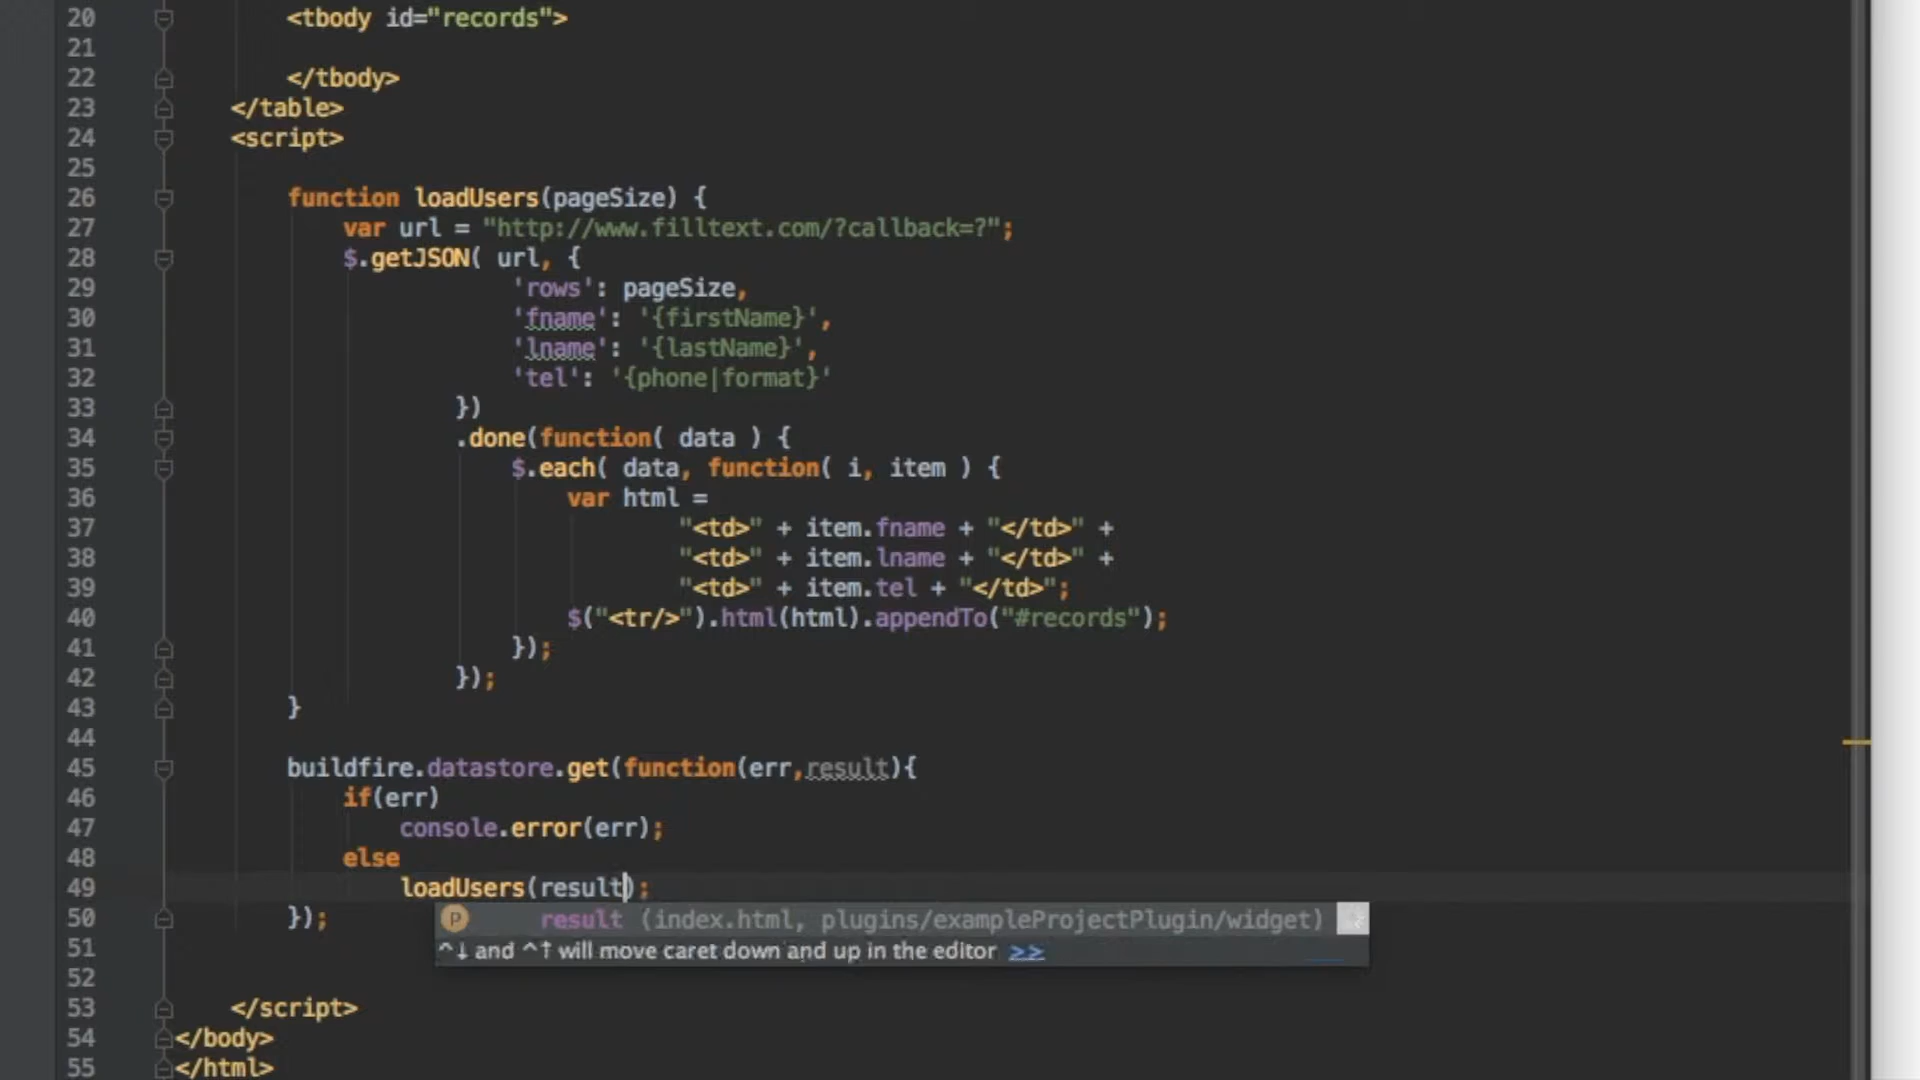 20 <tbody id="records">
21
22 </tbody>
23 </table>
24 <script>
25
26 function loadUsers(pageSize) {
27 var url = "http://www.filltext.com/?callback=?";
28 $.getJSON( url, {
29 'rows': pageSize,
30 'fname': '{firstName}',
31 'lname': '{lastName}',
32 'tel': '{phone|format}'
33 })
34 .done(function( data ) {
35 $.each( data, function( i, item ) {
36 var html =
37 "<td>" + item.fname + "</td>" +
38 "<td>" + item.lname + "</td>" +
39 "<td>" + item.tel + "</td>";
40 $("<tr/>").html(html).appendTo("#records");
41 });
42 });
43 }
44
45 buildfire.datastore.get(function(err,result){
46 if(err)
47 console.error(err);
48 else
49 loadUsers(result);
50 });
P result (index.html, plugins/exampleProjectPlugin/widget)
51
^↓ and ^↑ will move caret down and up in the editor >>
52
53 </script>
54 </body>
55 </html>